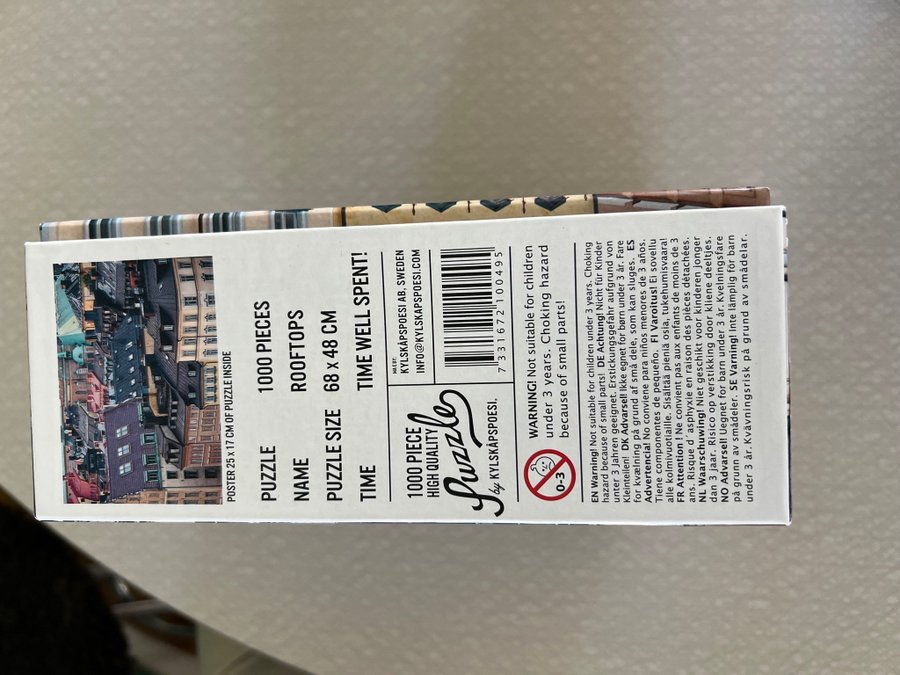 POSTER 25 x 17 CM OF PUZZLE INSIDE
PUZZLE 1000 PIECES
NAME ROOFTOPS
PUZZLE SIZE 68 x 48 CM
TIME TIME WELL SPENT!
1000 PIECE
HIGH QUALITY
Puzzle
by KYLSKÅPSPOESI.
MADE BY:
KYLSKÅPSPOESI AB, SWEDEN
INFO@KYLSKAPSPOESI.COM
7 331672 100495
0-3
WARNING! Not suitable for children
under 3 years. Choking hazard
because of small parts!
EN Warning! Not suitable for children under 3 years. Choking
hazard because of small parts! DE Achtung! Nicht für Kinder
unter 3 jahren geeignet. Erstickungsgefahr aufgrund von
Kleinteilen! DK Advarsel! Ikke egnet for børn under 3 år. Fare
for kvælning på grund af små dele, som kan sluges. ES
Advertencia! No conviene para niños menores de 3 años.
Tiene componentes de pequeño. FI Varoitus! Ei sovellu
alle kolmivuotiaille. Sisältää pieniä osia, tukehumisvaara!
FR Attention ! Ne convient pas aux enfants de moins de 3
ans. Risque d´asphyxie en raison des pièces détachées.
NL Waarschuwing! Niet geschikt voor kinderen jonger
dan 3 jaar. Risico op verstikking door kliene deeltjes.
NO Advarsel! Uegnet for barn under 3 år. Kvelningsfare
på grunn av smådeler. SE Varning! Inte lämplig för barn
under 3 år. Kvävningsrisk på grund av smådelar.